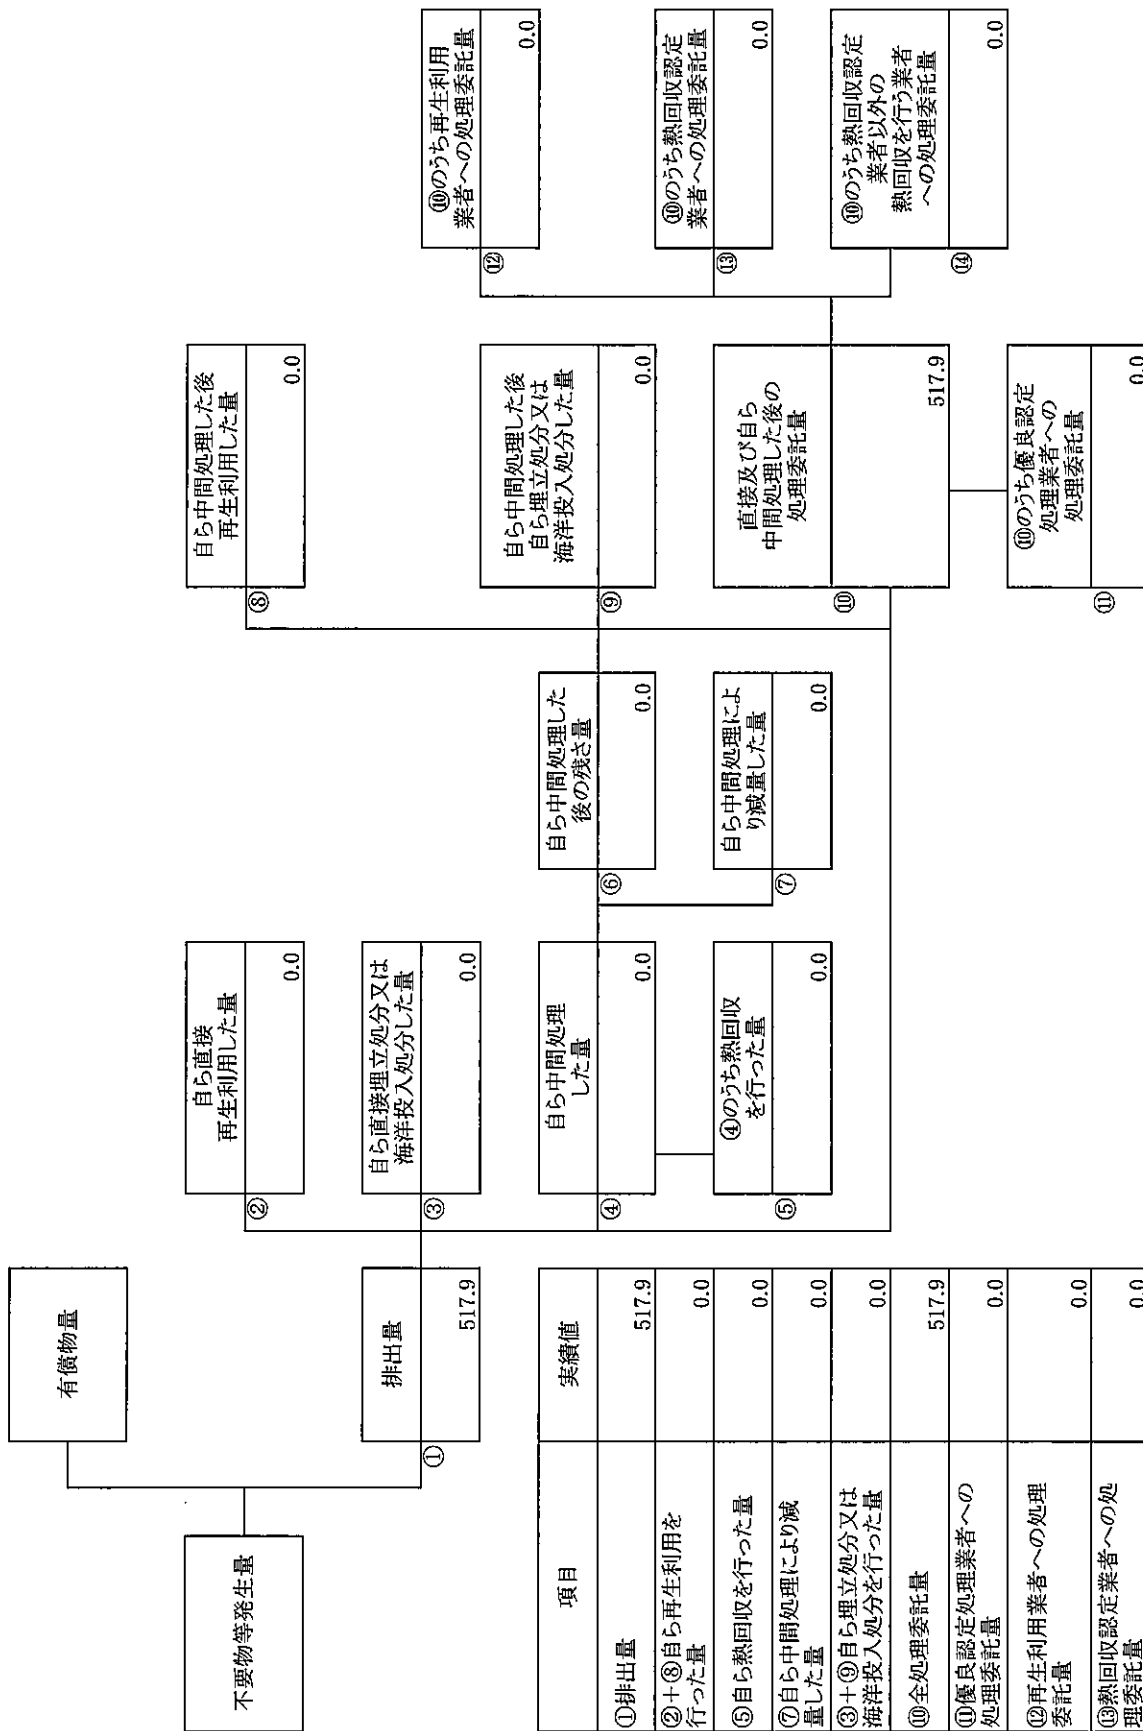 不要物等発生量
有償物量
排出量
① 517.9
自ら直接
再生利用した量
② 0.0
自ら直接埋立処分又は
海洋投入処分した量
③ 0.0
自ら中間処理
した量
④ 0.0
④のうち熱回収
を行った量
⑤ 0.0
自ら中間処理した
後の残さ量
⑥ 0.0
自ら中間処理によ
り減量した量
⑦ 0.0
自ら中間処理した後
再生利用した量
⑧ 0.0
自ら中間処理した後
自ら埋立処分又は
海洋投入処分した量
⑨ 0.0
直接及び自ら
中間処理した後の
処理委託量
⑩ 517.9
⑩のうち優良認定
処理業者への
処理委託量
⑪ 0.0
⑩のうち再生利用
業者への処理委託量
⑫ 0.0
⑩のうち熱回収認定
業者への処理委託量
⑬ 0.0
⑩のうち熱回収認定
業者以外の
熱回収を行う業者
への処理委託量
⑭ 0.0
項目 実績値
①排出量 517.9
②+⑧自ら再生利用を
行った量 0.0
⑤自ら熱回収を行った量 0.0
⑦自ら中間処理により減
量した量 0.0
③+⑨自ら埋立処分又は
海洋投入処分を行った量 0.0
⑩全処理委託量 517.9
⑪優良認定処理業者への
処理委託量 0.0
⑫再生利用業者への処理
委託量 0.0
⑬熱回収認定業者への処
理委託量 0.0